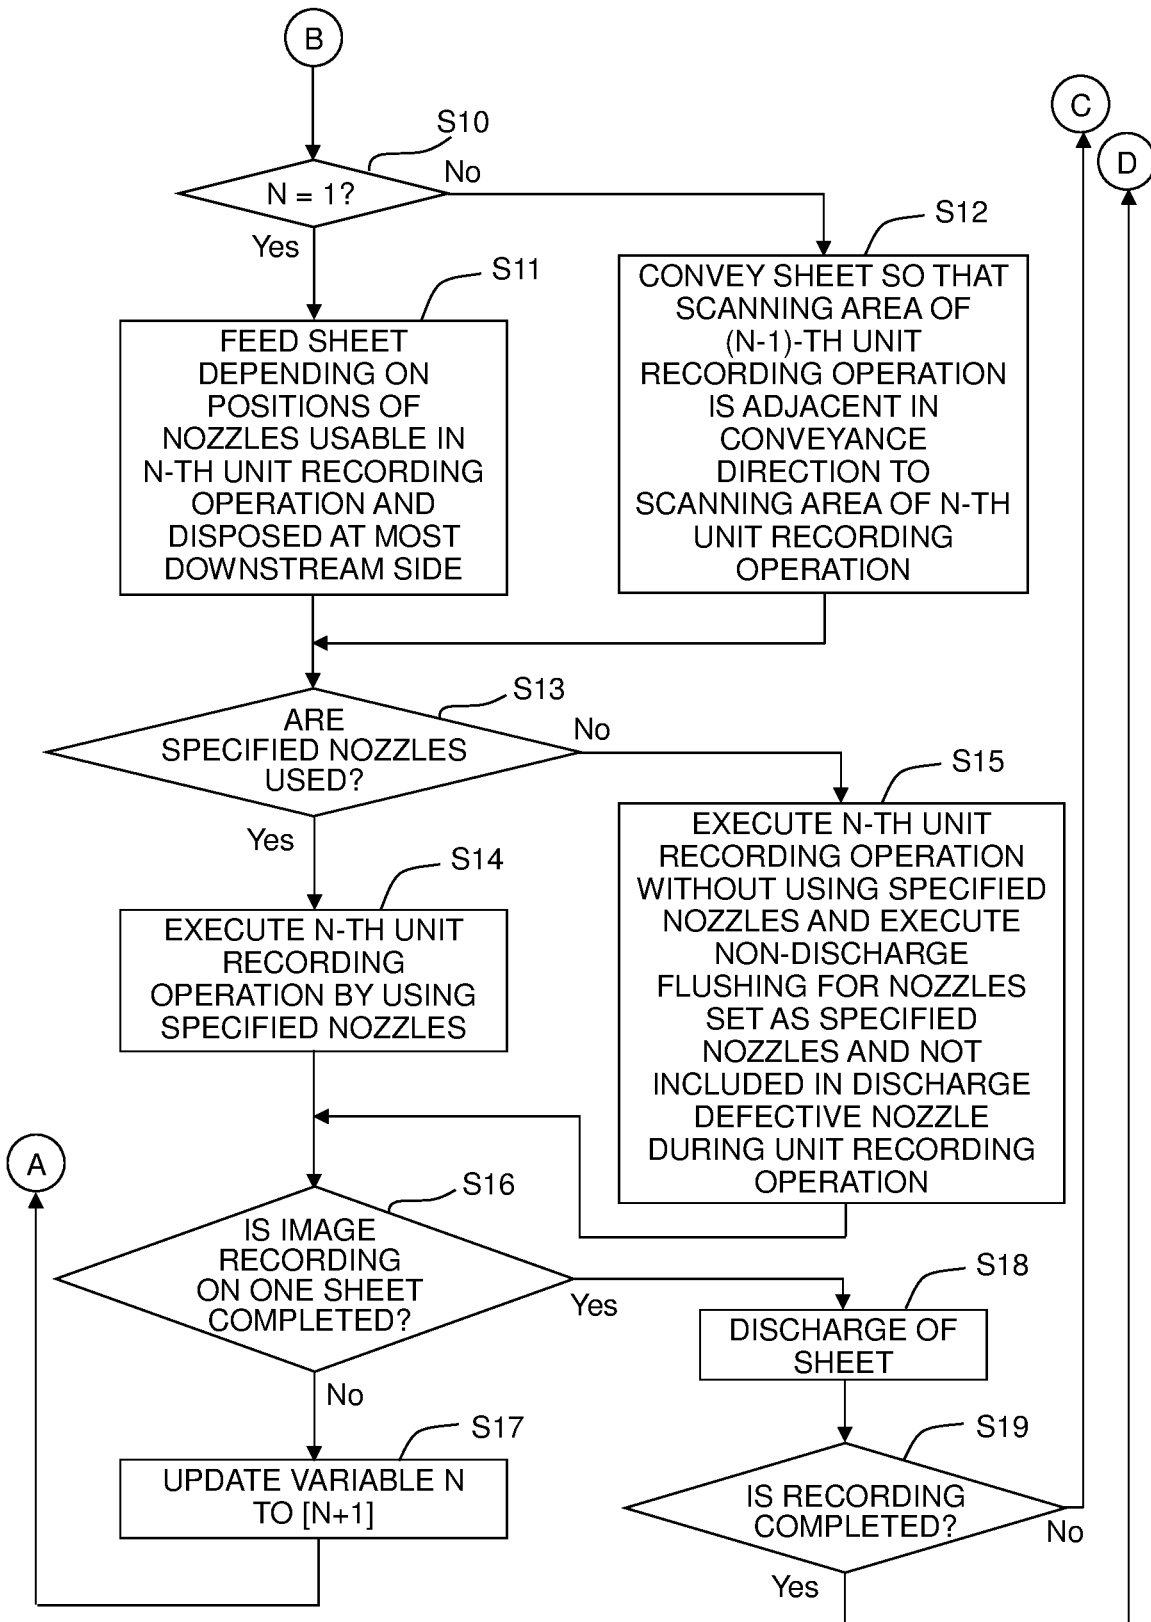 B
C
D
S10
N = 1?
No
Yes
S11
FEED SHEET
DEPENDING ON
POSITIONS OF
NOZZLES USABLE IN
N-TH UNIT RECORDING
OPERATION AND
DISPOSED AT MOST
DOWNSTREAM SIDE
S12
CONVEY SHEET SO THAT
SCANNING AREA OF
(N-1)-TH UNIT
RECORDING OPERATION
IS ADJACENT IN
CONVEYANCE
DIRECTION TO
SCANNING AREA OF N-TH
UNIT RECORDING
OPERATION
S13
ARE
SPECIFIED NOZZLES
USED?
No
Yes
S14
EXECUTE N-TH UNIT
RECORDING
OPERATION BY USING
SPECIFIED NOZZLES
S15
EXECUTE N-TH UNIT
RECORDING OPERATION
WITHOUT USING SPECIFIED
NOZZLES AND EXECUTE
NON-DISCHARGE
FLUSHING FOR NOZZLES
SET AS SPECIFIED
NOZZLES AND NOT
INCLUDED IN DISCHARGE
DEFECTIVE NOZZLE
DURING UNIT RECORDING
OPERATION
A
S16
IS IMAGE
RECORDING
ON ONE SHEET
COMPLETED?
Yes
No
S17
UPDATE VARIABLE N
TO [N+1]
S18
DISCHARGE OF
SHEET
S19
IS RECORDING
COMPLETED?
No
Yes